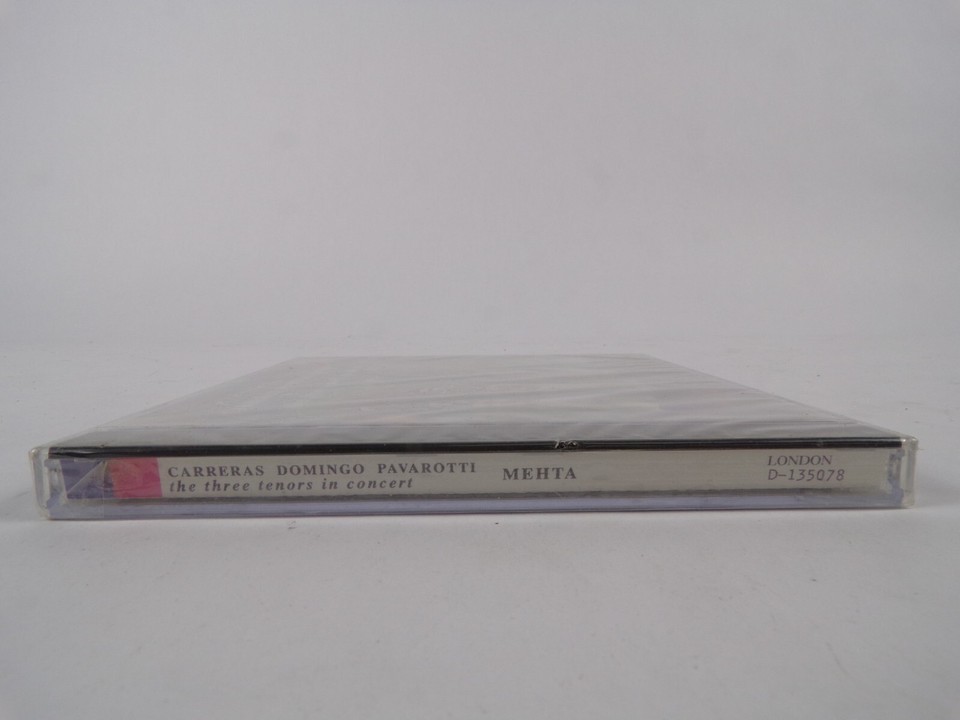 CARRERAS DOMINGO PAVAROTTI
the three tenors in concert
MEHTA
LONDON
D-135078